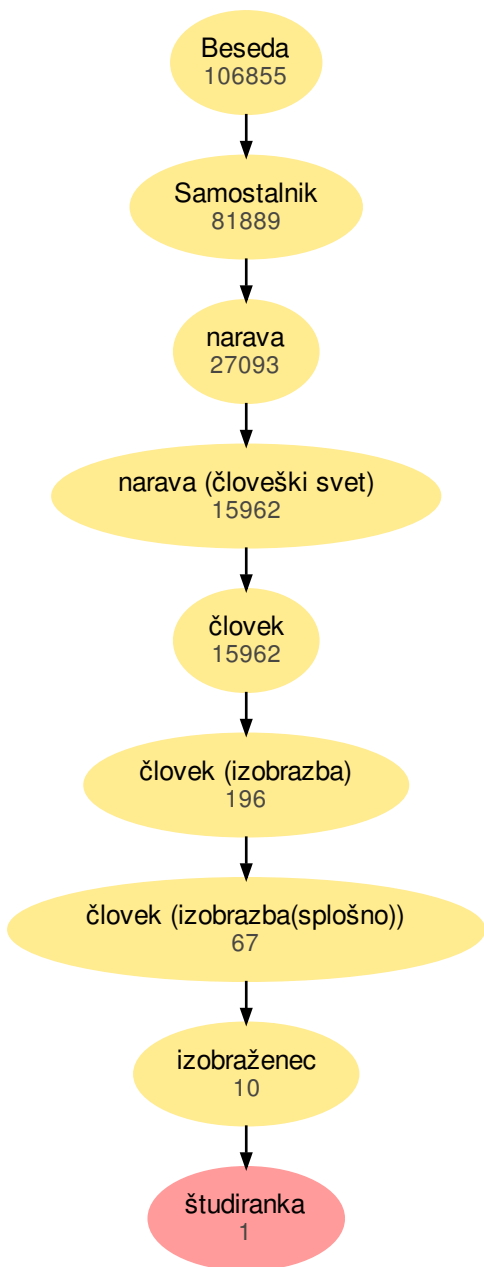 Beseda
106855
Samostalnik
81889
narava
27093
narava (človeški svet)
15962
človek
15962
človek (izobrazba)
196
človek (izobrazba(splošno))
67
izobraženec
10
študiranka
1